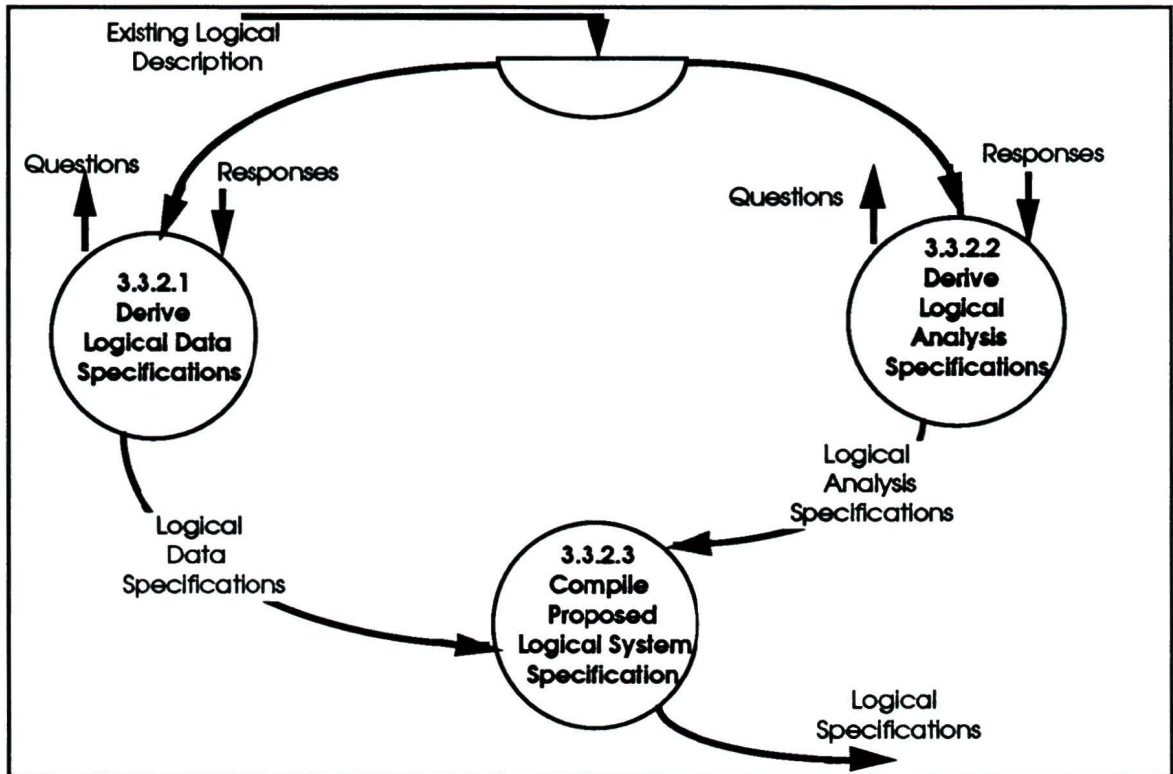 Existing Logical
Description
Questions
Responses
Questions
Responses
3.3.2.1
Derive
Logical Data
Specifications
3.3.2.2
Derive
Logical
Analysis
Specifications
Logical
Data
Specifications
Logical
Analysis
Specifications
3.3.2.3
Compile
Proposed
Logical System
Specification
Logical
Specifications